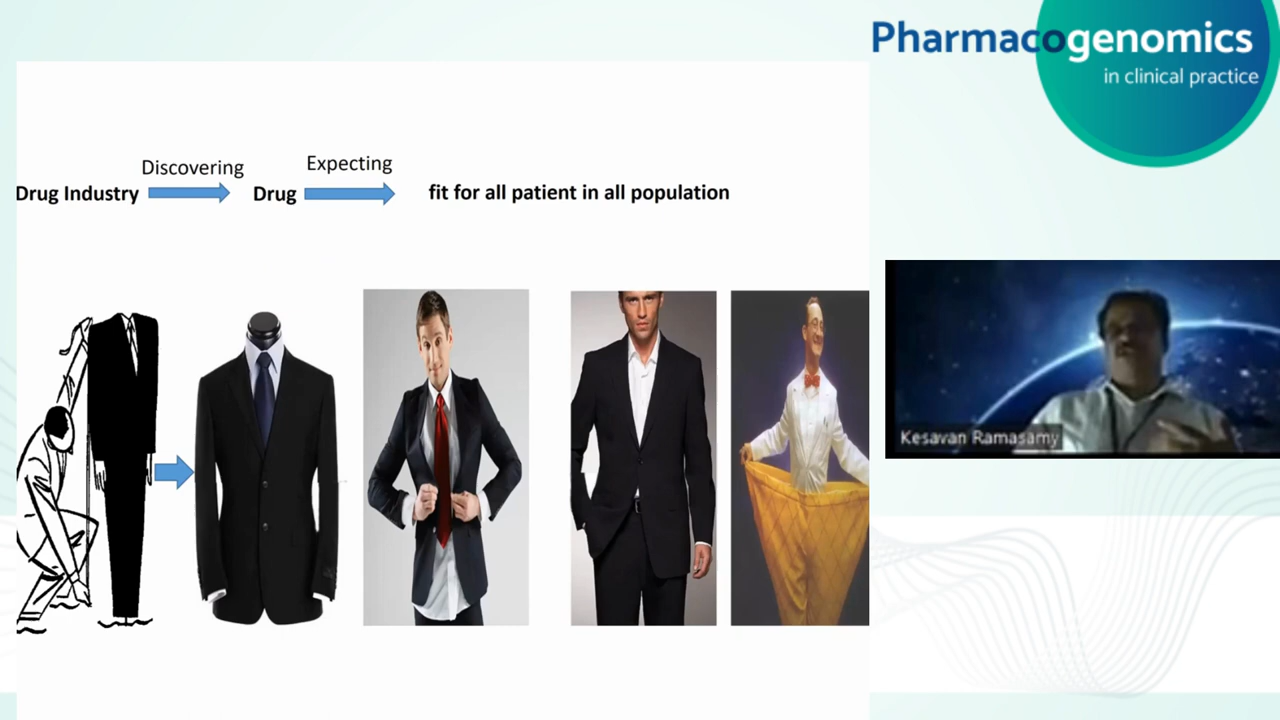 Pharmacogenomics
in clinical practice
Discovering
Expecting
Drug Industry
Drug
fit for all patient in all population
Kesavan Ramasamy